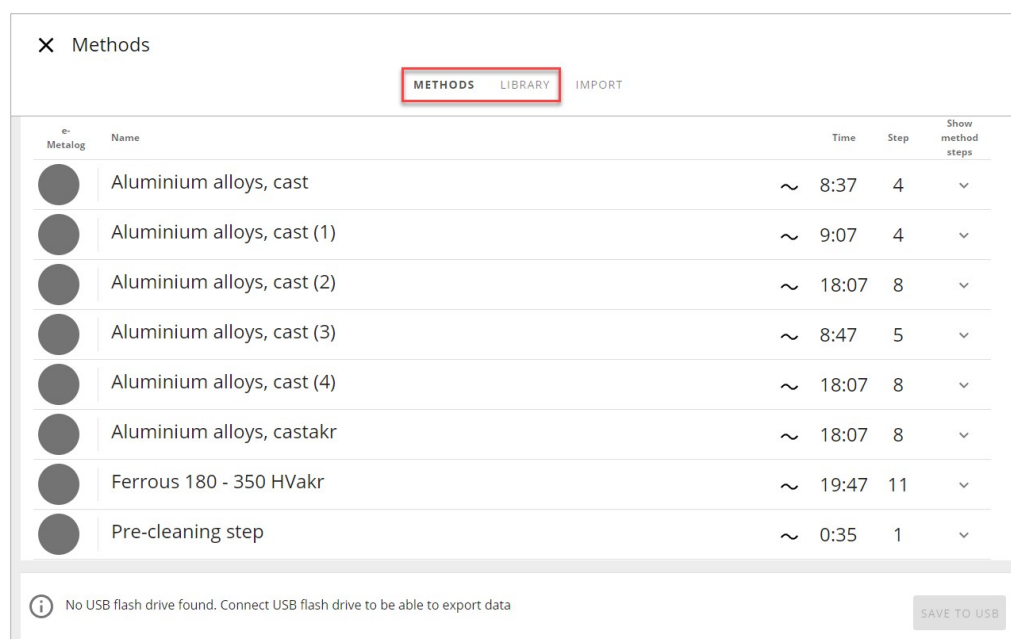 Methods
METHODS LIBRARY IMPORT
e-Metalog Name Time Step Show method steps
Aluminium alloys, cast ~ 8:37 4
Aluminium alloys, cast (1) ~ 9:07 4
Aluminium alloys, cast (2) ~ 18:07 8
Aluminium alloys, cast (3) ~ 8:47 5
Aluminium alloys, cast (4) ~ 18:07 8
Aluminium alloys, castakr ~ 18:07 8
Ferrous 180 - 350 HVakr ~ 19:47 11
Pre-cleaning step ~ 0:35 1
No USB flash drive found. Connect USB flash drive to be able to export data
SAVE TO USB